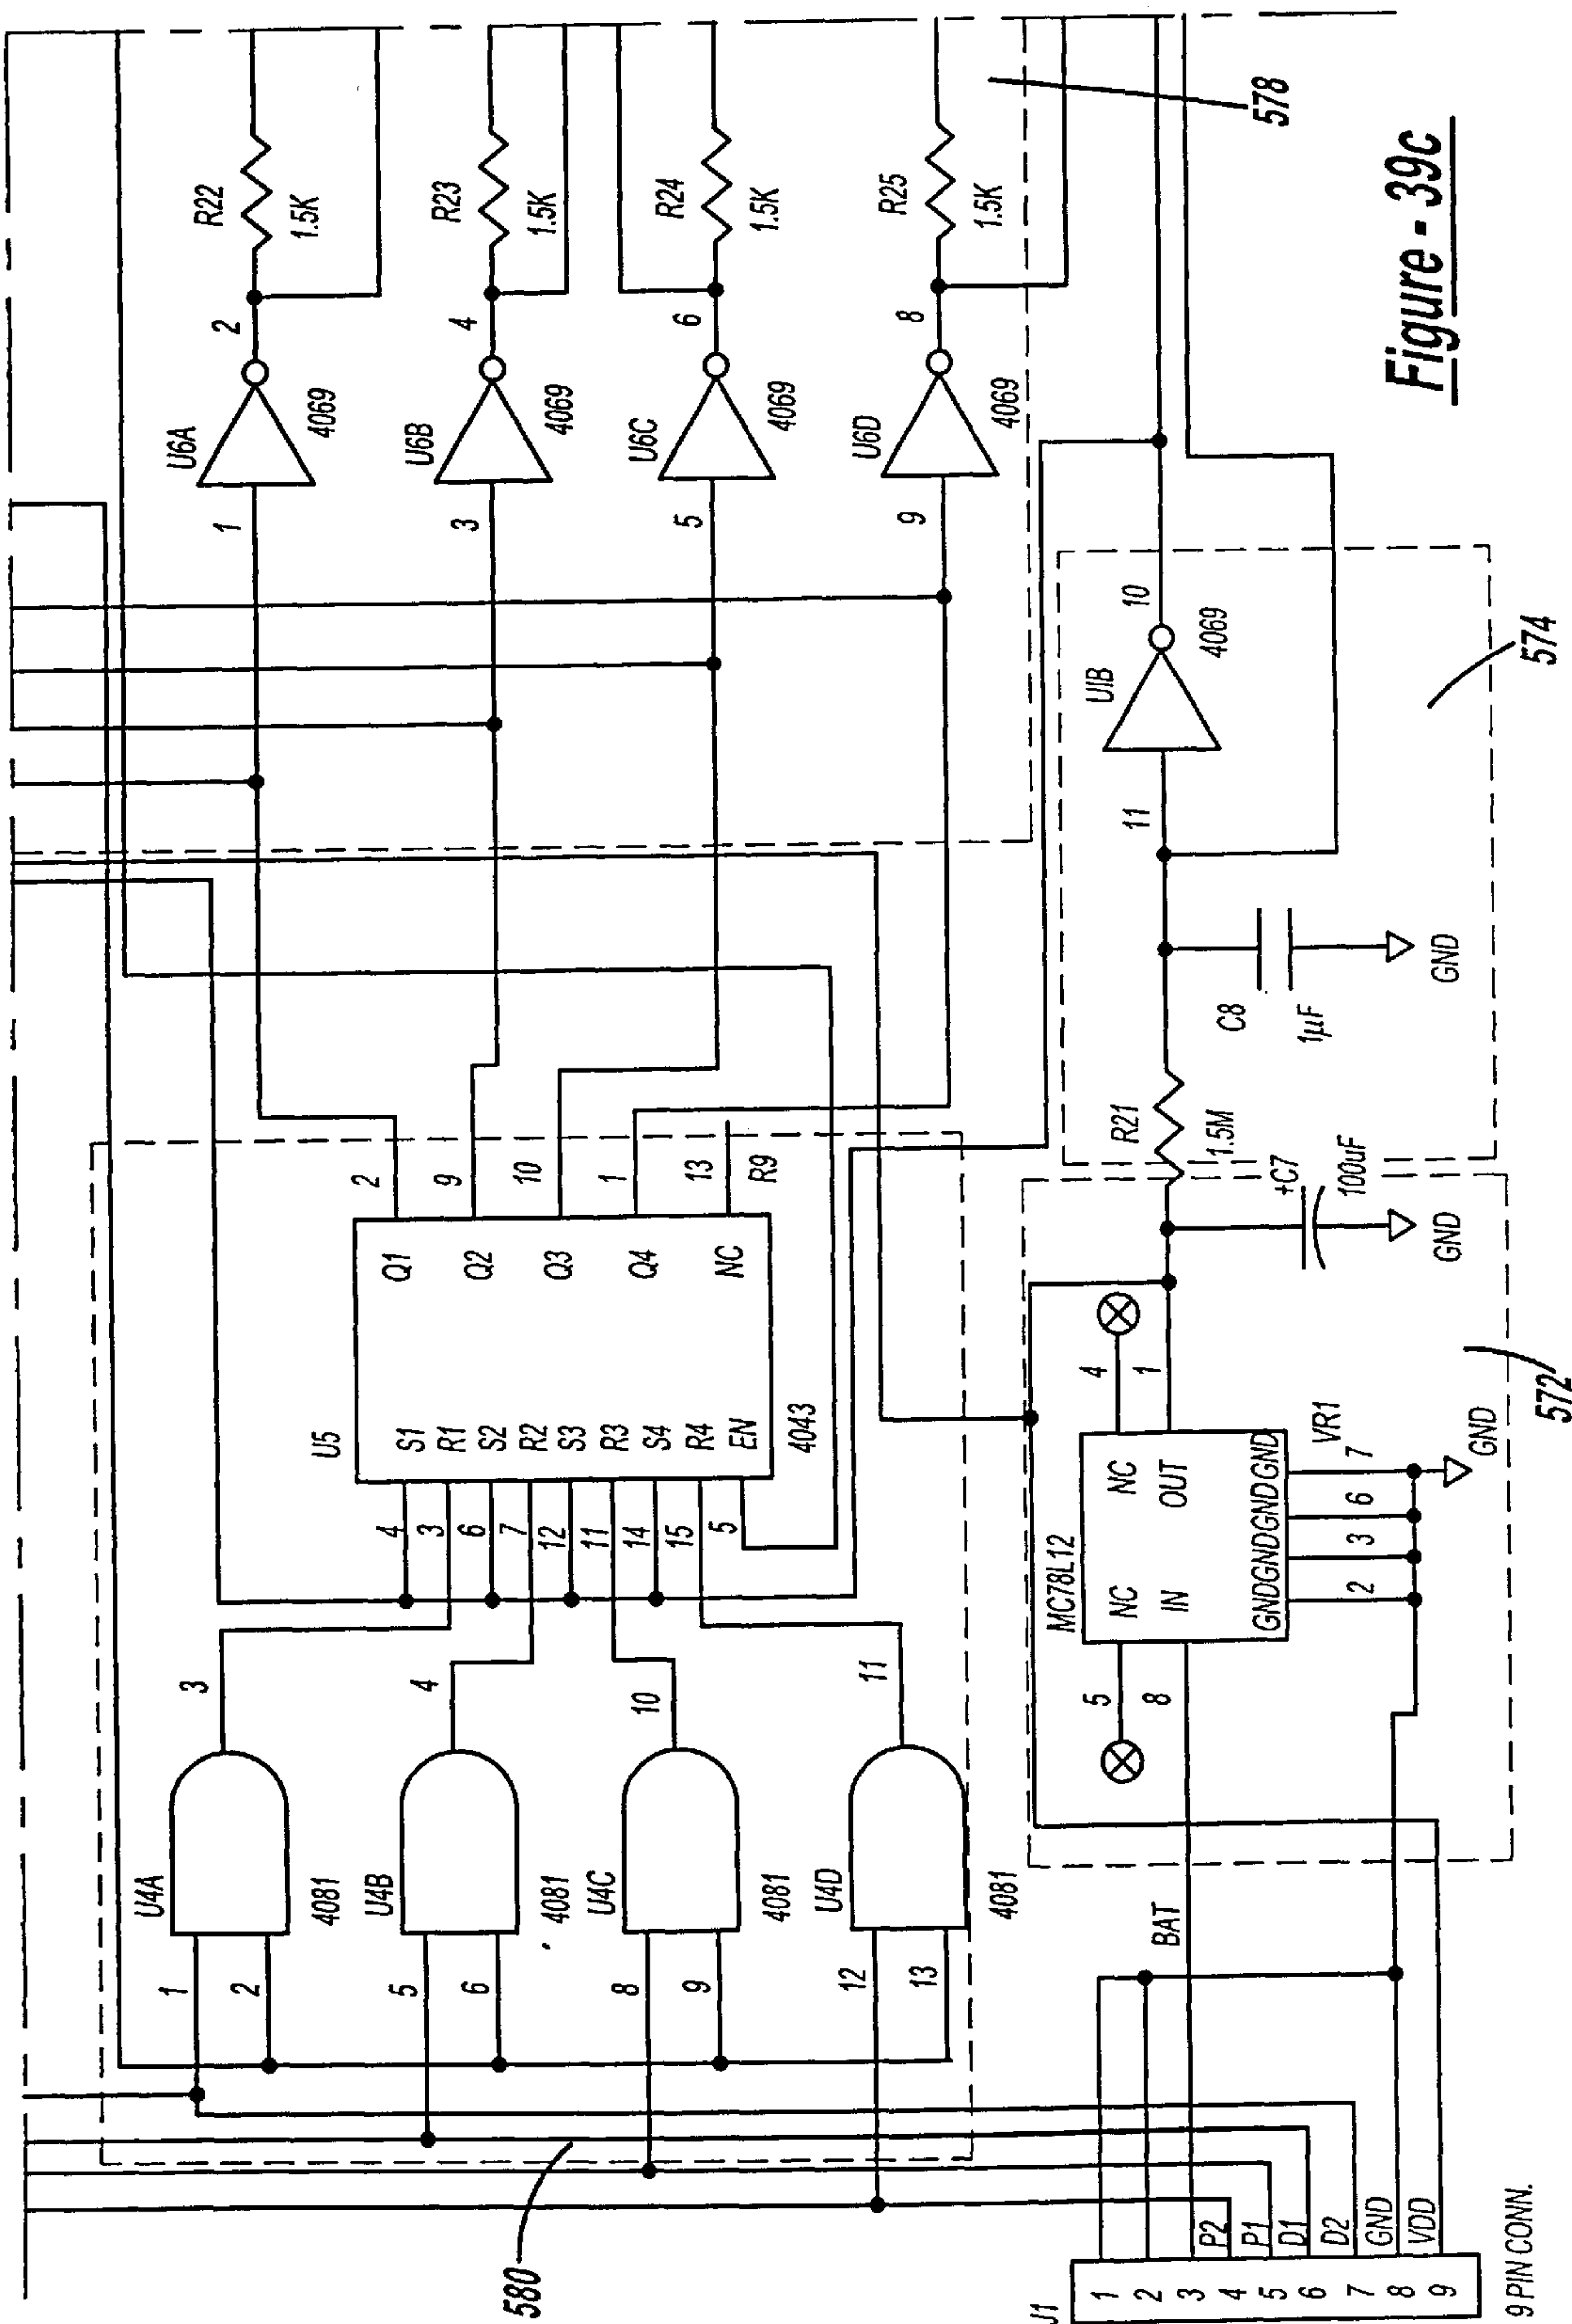 R22
1.5K
R23
1.5K
R24
1.5K
R25
1.5K
578
2
4
6
8
U6A
4069
U6B
4069
U6C
4069
U6D
4069
1
3
5
9
UIB
10
4069
11
574
C8
1µF
GND
R21
1.5M
+C7
100uF
GND
U5
S1
R1
S2
R2
S3
R3
S4
R4
EN
4043
Q1
Q2
Q3
Q4
NC
2
9
10
1
13
R9
4
3
6
7
12
11
14
15
5
MC78L12
NC
NC
IN
OUT
GND
GND
GND
GND
VR1
4
1
5
8
2
3
6
7
GND
572
U4A
4081
1
2
3
U4B
4081
5
6
4
U4C
4081
8
9
10
U4D
4081
12
13
11
580
BAT
J1
1
2
3
4
5
6
7
8
9
P2
P1
D1
D2
GND
VDD
9 PIN CONN.
Figure - 39c